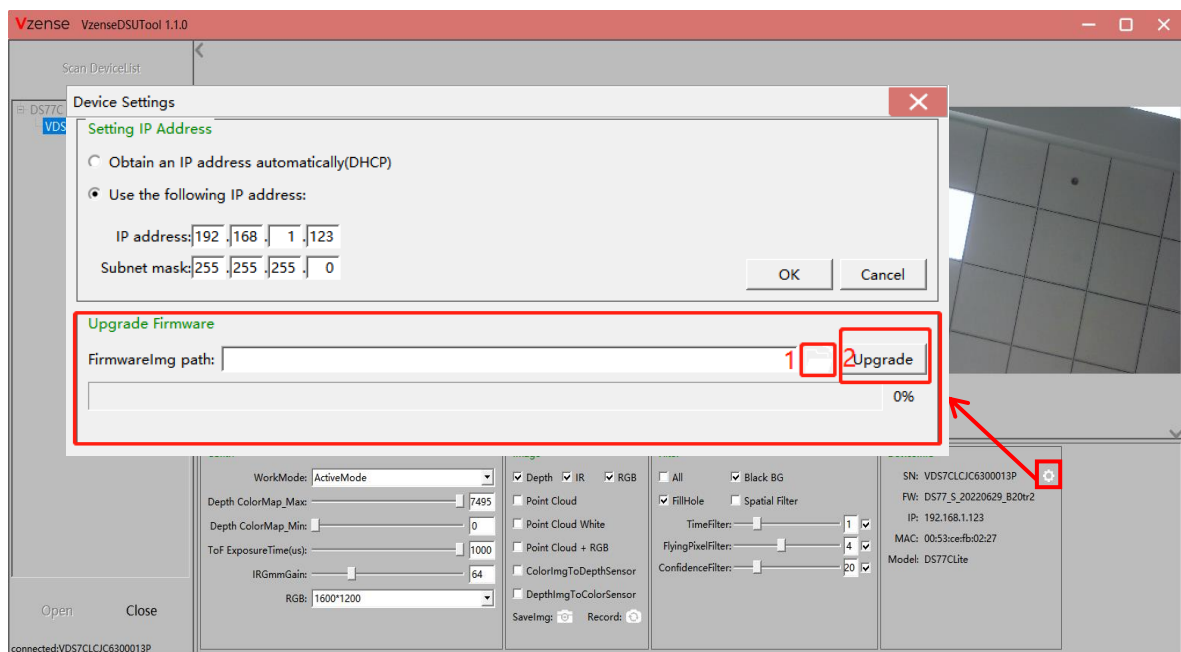 Vzense VzenseDSUTool 1.1.0
Scan DeviceList
DS77C
VDS
Device Settings
Setting IP Address
Obtain an IP address automatically(DHCP)
Use the following IP address:
IP address: 192 . 168 . 1 . 123
Subnet mask: 255 . 255 . 255 . 0
OK Cancel
Upgrade Firmware
FirmwareImg path: 1 2 Upgrade
0%
WorkMode: ActiveMode
Depth ColorMap_Max: 7495
Depth ColorMap_Min: 0
ToF ExposureTime(us): 1000
IRGmmGain: 64
RGB: 1600*1200
Depth IR RGB
Point Cloud
Point Cloud White
Point Cloud + RGB
ColorImgToDepthSensor
DepthImgToColorSensor
SaveImg: Record:
All Black BG
FillHole Spatial Filter
TimeFilter: 1
FlyingPixelFilter: 4
ConfidenceFilter: 20
SN: VDS7CLCJC6300013P
FW: DS77_S_20220629_B20tr2
IP: 192.168.1.123
MAC: 00:53:ce:fb:02:27
Model: DS77CLite
Open Close
connected:VDS7CLCJC6300013P